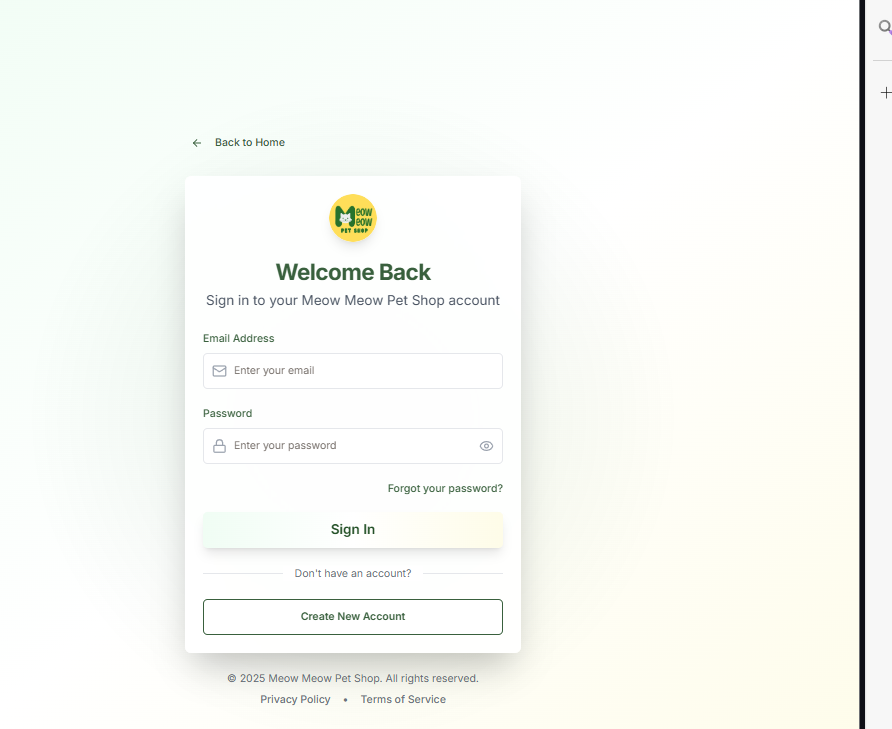 Back to Home
Meow
Meow
PET SHOP
Welcome Back
Sign in to your Meow Meow Pet Shop account
Email Address
Enter your email
Password
Enter your password
Forgot your password?
Sign In
Don't have an account?
Create New Account
© 2025 Meow Meow Pet Shop. All rights reserved.
Privacy Policy • Terms of Service